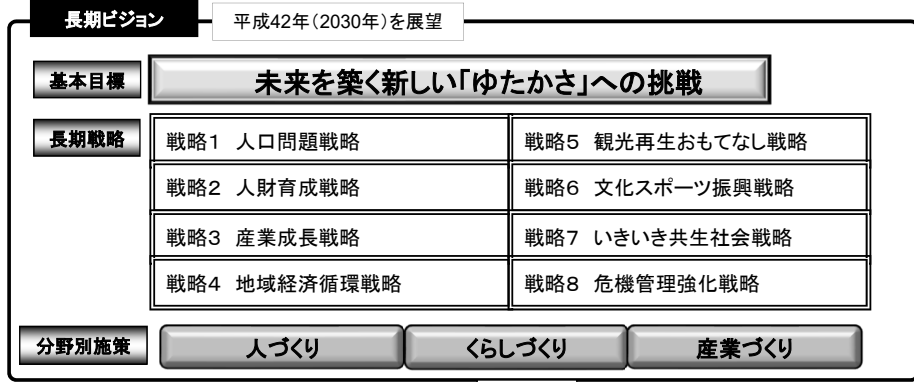 長期ビジョン
平成42年(2030年)を展望
基本目標
未来を築く新しい「ゆたかさ」への挑戦
長期戦略
戦略1 人口問題戦略
戦略5 観光再生おもてなし戦略
戦略2 人財育成戦略
戦略6 文化スポーツ振興戦略
戦略3 産業成長戦略
戦略7 いきいき共生社会戦略
戦略4 地域経済循環戦略
戦略8 危機管理強化戦略
分野別施策
人づくり
くらしづくり
産業づくり